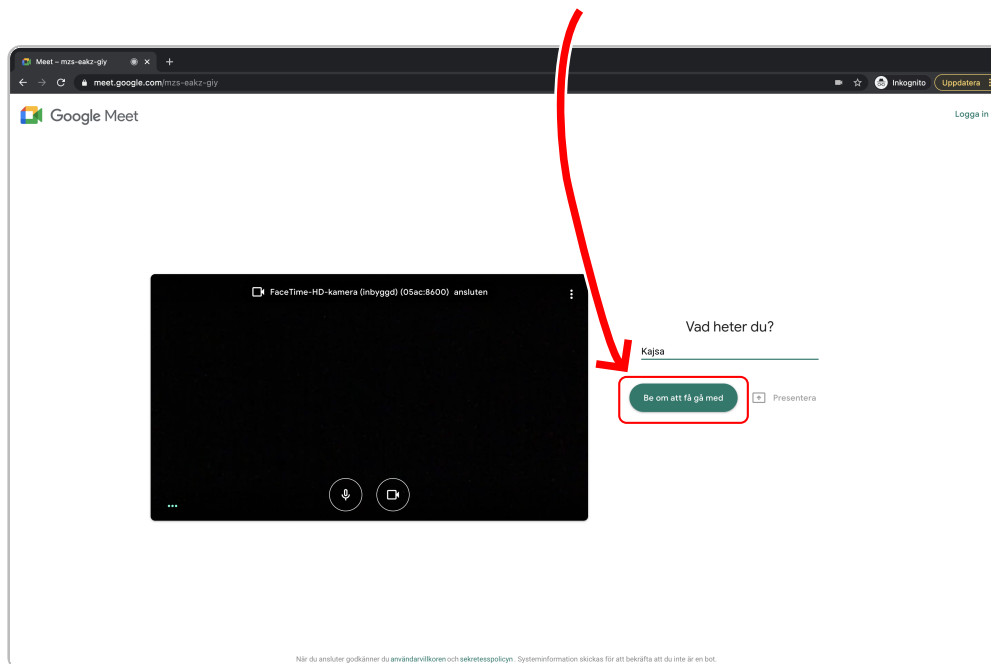 Meet – mzs-eakz-giy
meet.google.com/mzs-eakz-giy
Inkognito
Uppdatera
Google Meet
Logga in
FaceTime-HD-kamera (inbyggd) (05ac:8600) ansluten
Vad heter du?
Kajsa
Be om att få gå med
Presentera
När du ansluter godkänner du användarvillkoren och sekretesspolicyn. Systeminformation skickas för att bekräfta att du inte är en bot.